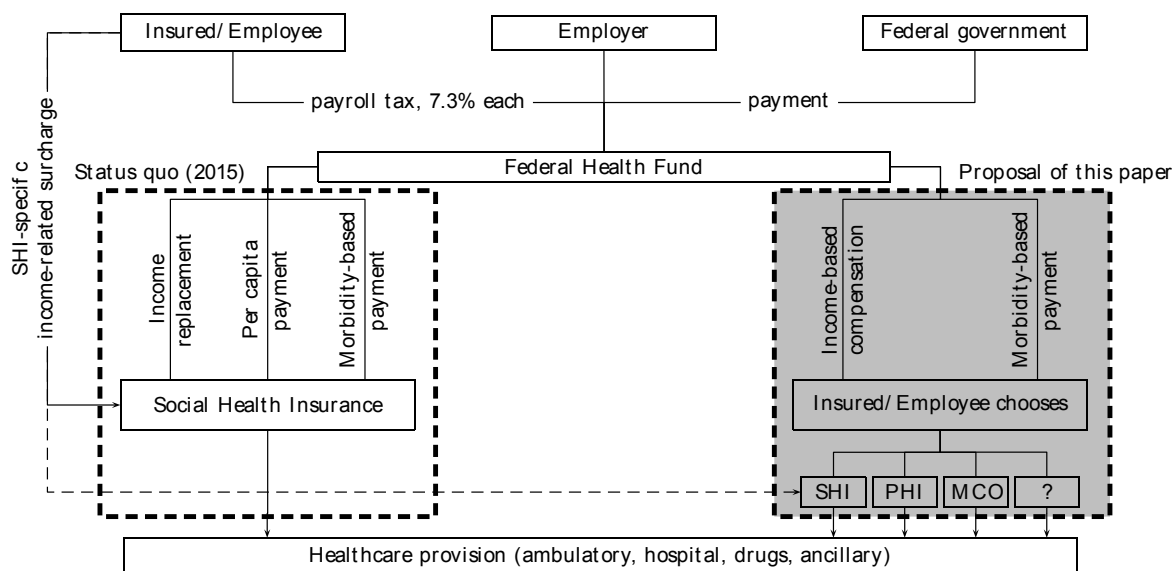 Insured/Employee
Employer
Federal government
payroll tax, 7.3% each
payment
SHI-specifc
income-related surcharge
Status quo (2015)
Federal Health Fund
Proposal of this paper
Income
replacement
Per capita
payment
Morbidity-based
payment
Income-based
compensation
Morbidity-based
payment
Social Health Insurance
Insured/Employee chooses
SHI
PHI
MCO
?
Healthcare provision (ambulatory, hospital, drugs, ancillary)